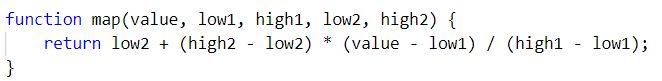 function map(value, low1, high1, low2, high2) {
    return low2 + (high2 - low2) * (value - low1) / (high1 - low1);
}